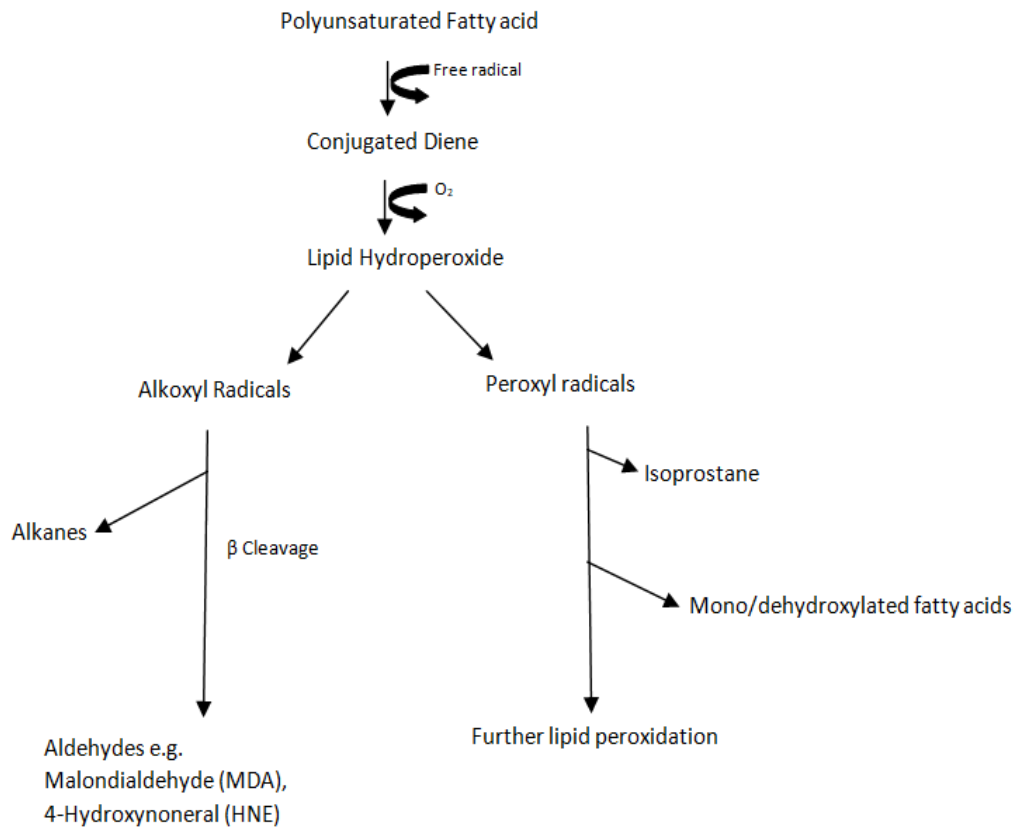 Polyunsaturated Fatty acid
Free radical
Conjugated Diene
O₂
Lipid Hydroperoxide
Alkoxyl Radicals
Peroxyl radicals
Isoprostane
Alkanes
β Cleavage
Mono/dehydroxylated fatty acids
Further lipid peroxidation
Aldehydes e.g.
Malondialdehyde (MDA),
4-Hydroxynoneral (HNE)